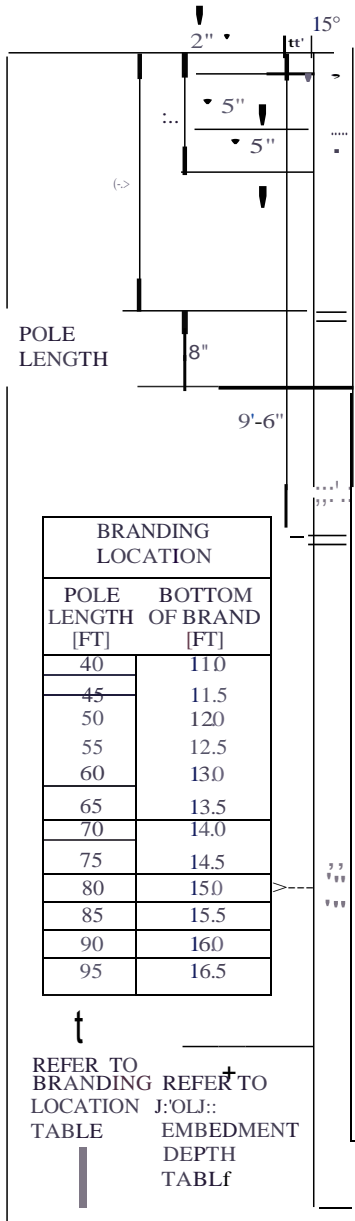 2"
15°
tt'
5"
5"
POLE
LENGTH
8"
9'-6"
BRANDING
LOCATION
POLE
LENGTH
[FT]
BOTTOM
OF BRAND
[FT]
40 11.0
45 11.5
50 12.0
55 12.5
60 13.0
65 13.5
70 14.0
75 14.5
80 15.0
85 15.5
90 16.0
95 16.5
REFER TO
BRANDING
LOCATION
TABLE
REFER TO
J:'OLJ::
EMBEDMENT
DEPTH
TABLf